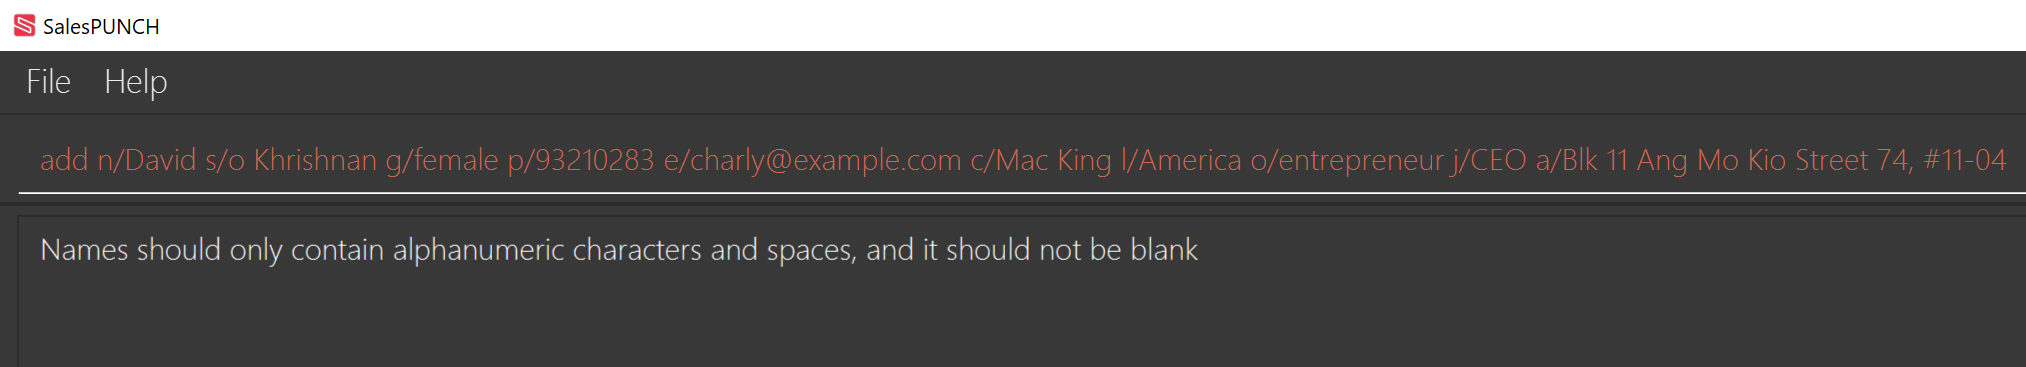 SalesPUNCH
File Help
add n/David s/o Khrishnan g/female p/93210283 e/charly@example.com c/Mac King l/America o/entrepreneur j/CEO a/Blk 11 Ang Mo Kio Street 74, #11-04
Names should only contain alphanumeric characters and spaces, and it should not be blank